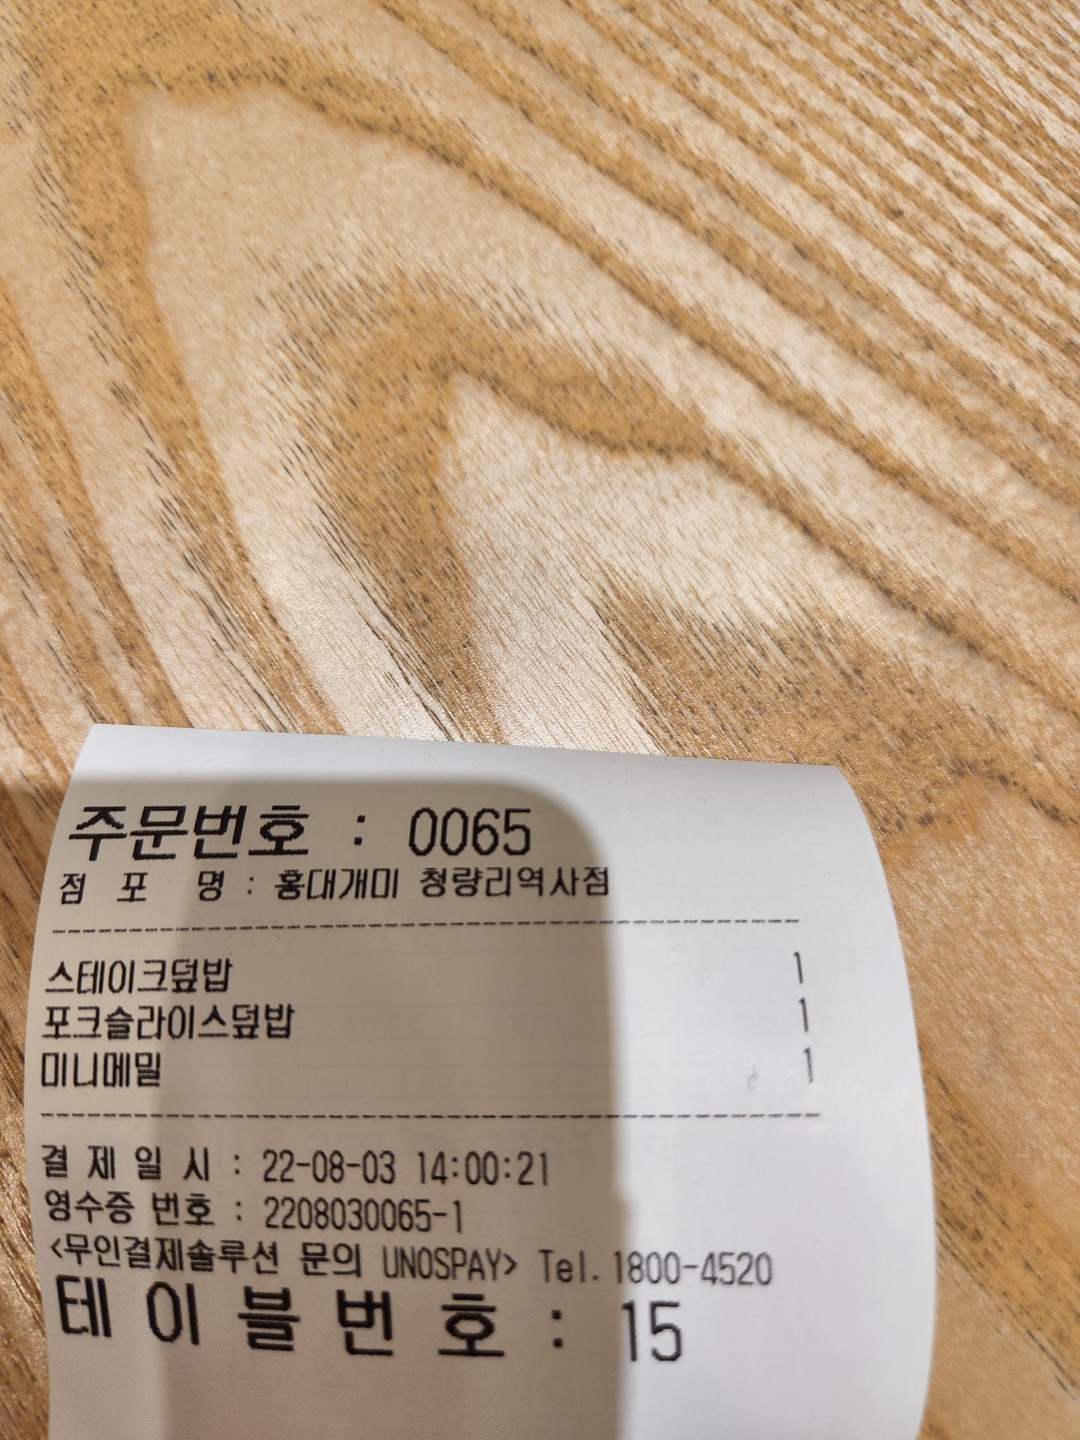 주문번호 : 0065
점 포 명 : 홍대개미 청량리역사점
스테이크덮밥 1
포크슬라이스덮밥 1
미니메밀 1
결 제 일 시 : 22-08-03 14:00:21
영수증 번호 : 2208030065-1
<무인결제솔루션 문의 UNOSPAY> Tel.1800-4520
테 이 블 번 호 : 15